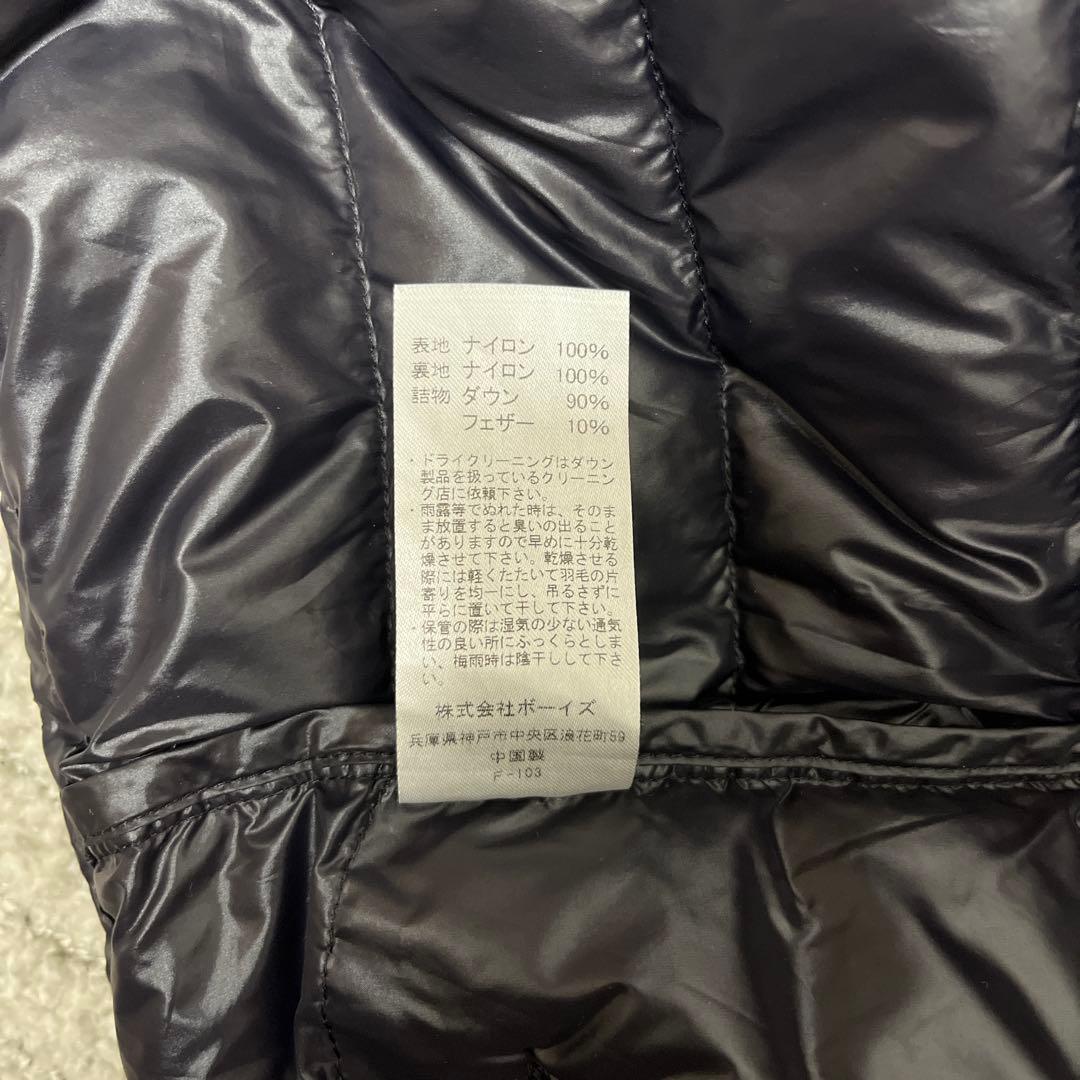 表地 ナイロン 100%
裏地 ナイロン 100%
詰物 ダウン 90%
フェザー 10%
・ドライクリーニングはダウン
製品を扱っているクリーニン
グ店に依頼下さい。
・雨露等でぬれた時は、そのま
ま放置すると臭いの出ること
がありますので早めに十分乾
燥させて下さい。乾燥させる
際には軽くたたいて羽毛の片
寄りを均一にし、吊るさずに
平らに置いて干して下さい。
・保管の際は湿気の少ない通気
性の良い所にふっくらとしま
い、梅雨時は陰干しして下さ
い。
株式会社ボーイズ
兵庫県神戸市中央区浪花町59
中国製
F-103